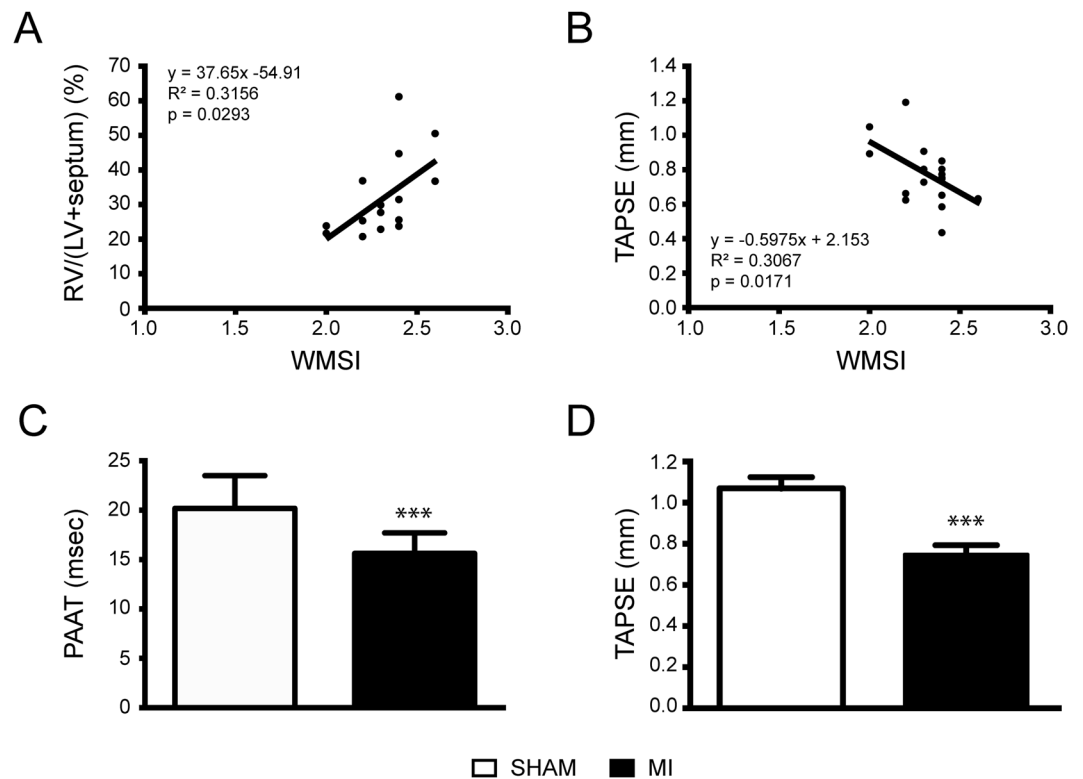 A
RV/(LV+septum) (%)
70
60
50
40
30
20
10
0
y = 37.65x -54.91
R² = 0.3156
p = 0.0293
1.0 1.5 2.0 2.5 3.0
WMSI
B
TAPSE (mm)
1.4
1.2
1.0
0.8
0.6
0.4
0.2
0.0
y = -0.5975x + 2.153
R² = 0.3067
p = 0.0171
1.0 1.5 2.0 2.5 3.0
WMSI
C
PAAT (msec)
25
20
15
10
5
0
***
D
TAPSE (mm)
1.2
1.0
0.8
0.6
0.4
0.2
0.0
***
SHAM MI